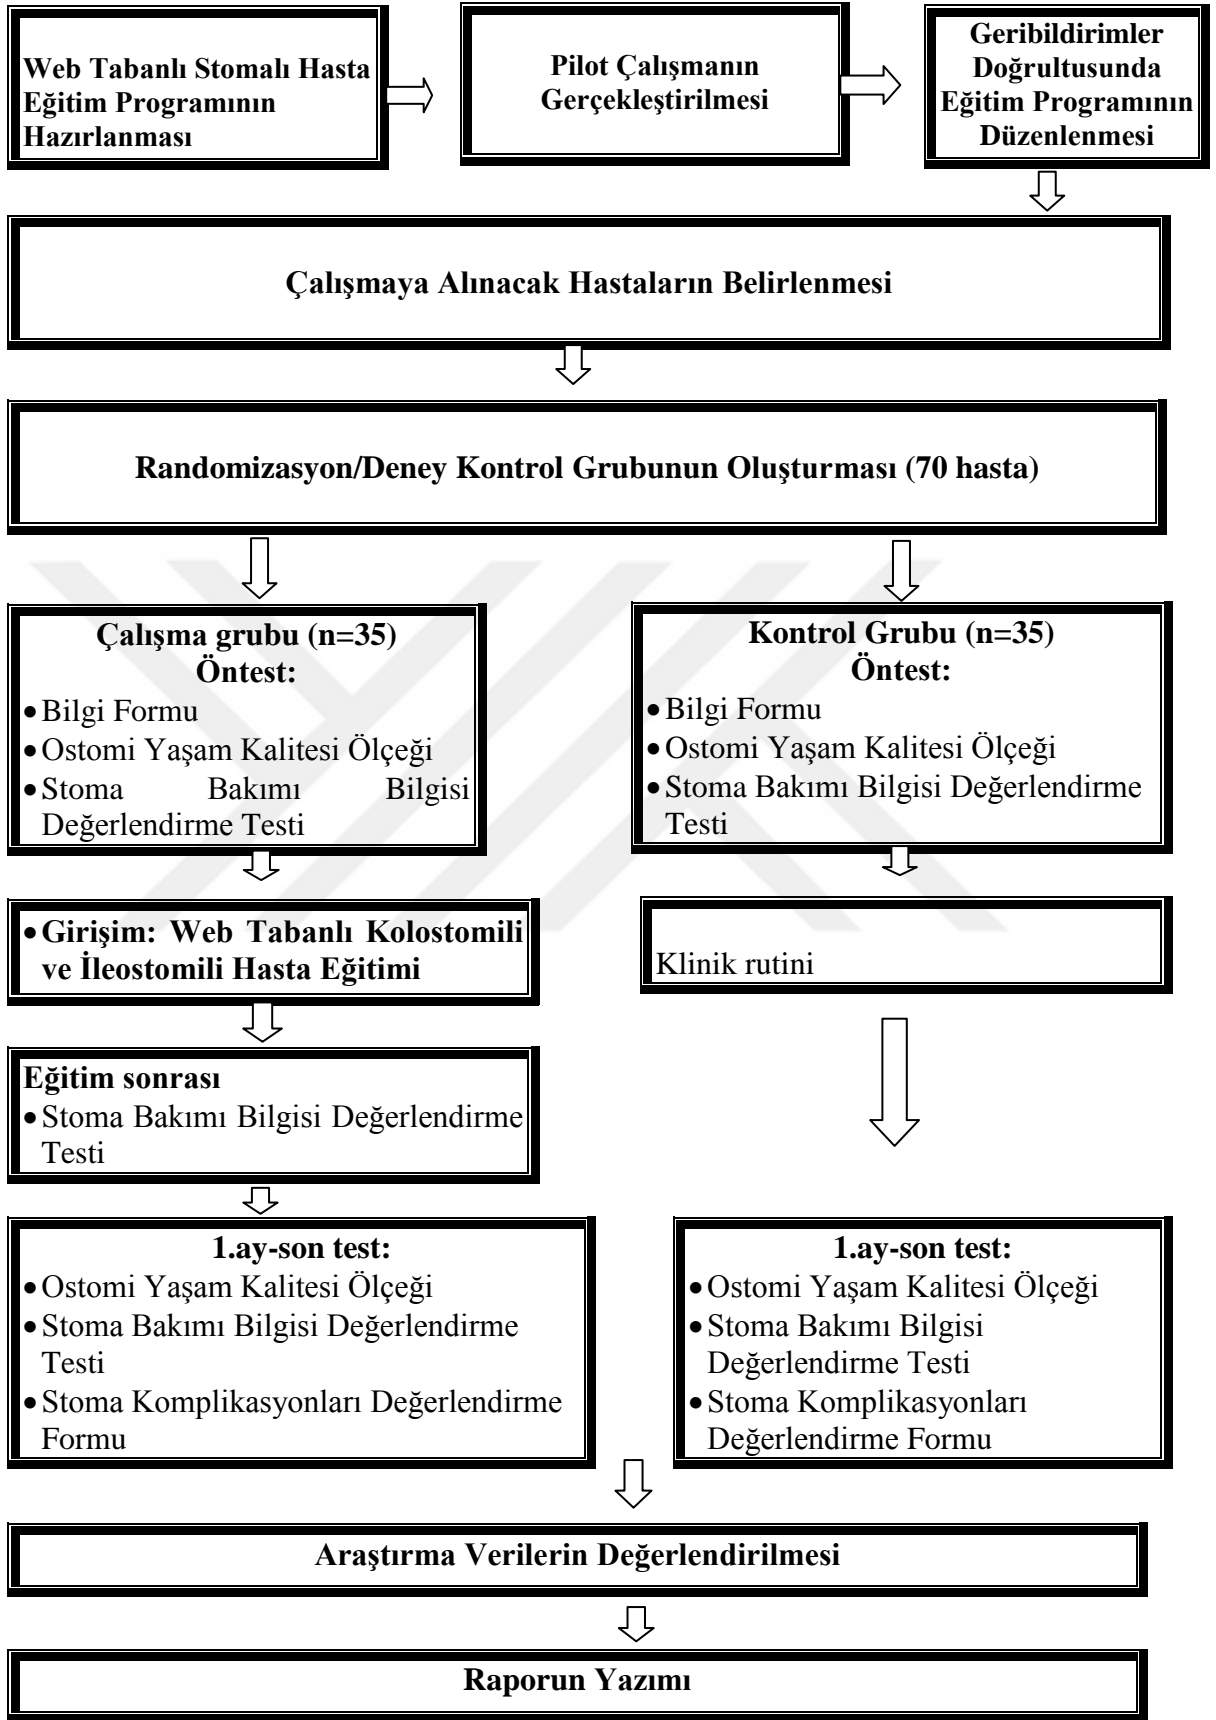 Web Tabanlı Stomalı Hasta
Eğitim Programının
Hazırlanması
Pilot Çalışmanın
Gerçekleştirilmesi
Geribildirimler
Doğrultusunda
Eğitim Programının
Düzenlenmesi
Çalışmaya Alınacak Hastaların Belirlenmesi
Randomizasyon/Deney Kontrol Grubunun Oluşturması (70 hasta)
Çalışma grubu (n=35)
Öntest:
• Bilgi Formu
• Ostomi Yaşam Kalitesi Ölçeği
• Stoma Bakımı Bilgisi
Değerlendirme Testi
Kontrol Grubu (n=35)
Öntest:
• Bilgi Formu
• Ostomi Yaşam Kalitesi Ölçeği
• Stoma Bakımı Bilgisi Değerlendirme
Testi
• Girişim: Web Tabanlı Kolostomili
ve İleostomili Hasta Eğitimi
Klinik rutini
Eğitim sonrası
• Stoma Bakımı Bilgisi Değerlendirme
Testi
1.ay-son test:
• Ostomi Yaşam Kalitesi Ölçeği
• Stoma Bakımı Bilgisi Değerlendirme
Testi
• Stoma Komplikasyonları Değerlendirme
Formu
1.ay-son test:
• Ostomi Yaşam Kalitesi Ölçeği
• Stoma Bakımı Bilgisi
Değerlendirme Testi
• Stoma Komplikasyonları
Değerlendirme Formu
Araştırma Verilerin Değerlendirilmesi
Raporun Yazımı